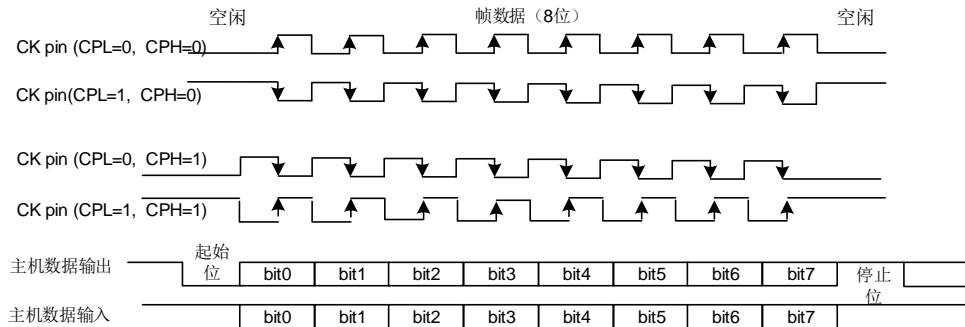 空闲 帧数据（8位） 空闲
CK pin (CPL=0, CPH=0)
CK pin(CPL=1, CPH=0)
CK pin (CPL=0, CPH=1)
CK pin (CPL=1, CPH=1)
主机数据输出 起始位 bit0 bit1 bit2 bit3 bit4 bit5 bit6 bit7 停止位
主机数据输入 bit0 bit1 bit2 bit3 bit4 bit5 bit6 bit7